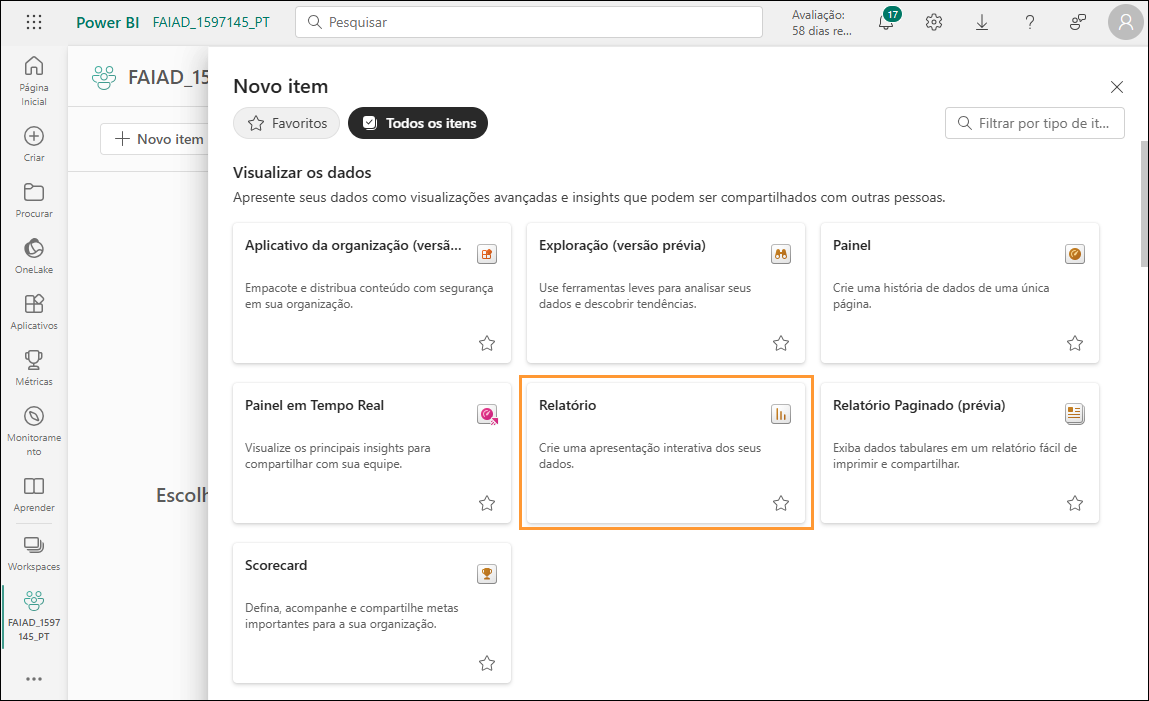 Power BI FAIAD_1597145_PT
Pesquisar
Avaliação:
58 dias re...
17
Página
Inicial
Criar
Procurar
OneLake
Aplicativos
Métricas
Monitorame
nto
Aprender
Workspaces
FAIAD_1597
145_PT
FAIAD_15
Novo item
Escolh
Novo item
Favoritos
Todos os itens
Filtrar por tipo de it...
Visualizar os dados
Apresente seus dados como visualizações avançadas e insights que podem ser compartilhados com outras pessoas.
Aplicativo da organização (versã...
Empacote e distribua conteúdo com segurança
em sua organização.
Exploração (versão prévia)
Use ferramentas leves para analisar seus
dados e descobrir tendências.
Painel
Crie uma história de dados de uma única
página.
Painel em Tempo Real
Visualize os principais insights para
compartilhar com sua equipe.
Relatório
Crie uma apresentação interativa dos seus
dados.
Relatório Paginado (prévia)
Exiba dados tabulares em um relatório fácil de
imprimir e compartilhar.
Scorecard
Defina, acompanhe e compartilhe metas
importantes para a sua organização.